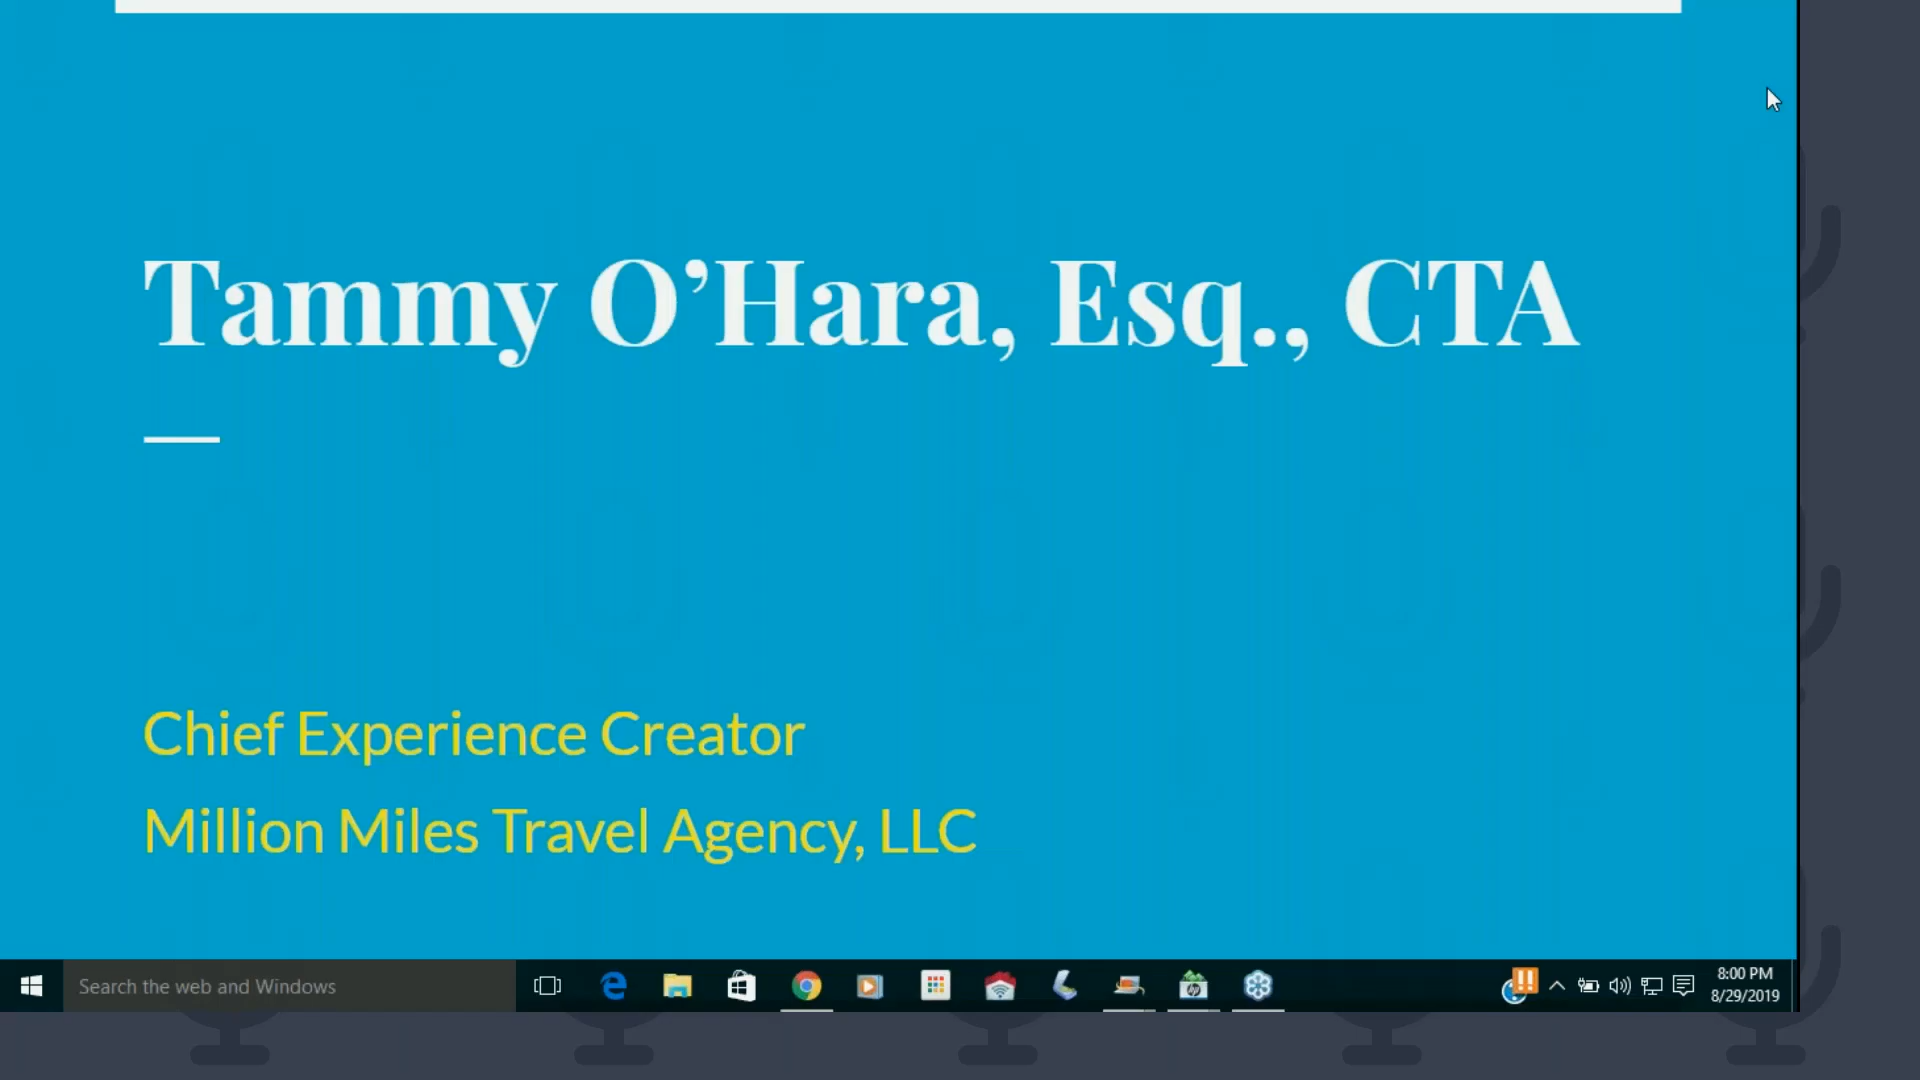 Tammy O’Hara, Esq., CTA
Chief Experience Creator
Million Miles Travel Agency, LLC
Search the web and Windows
8:00 PM
8/29/2019